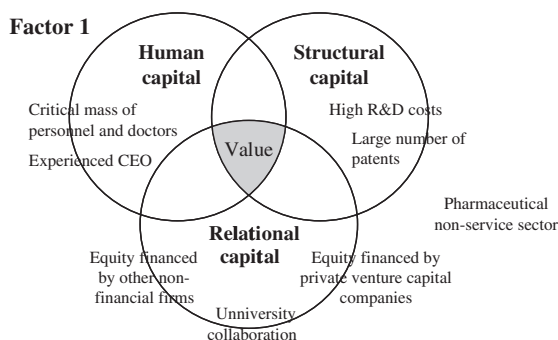 Factor 1
Human
capital
Structural
capital
Critical mass of
personnel and doctors
Experienced CEO
High R&D costs
Large number of
patents
Value
Pharmaceutical
non-service sector
Relational
capital
Equity financed
by other non-
financial firms
Equity financed by
private venture capital
companies
Unniversity
collaboration